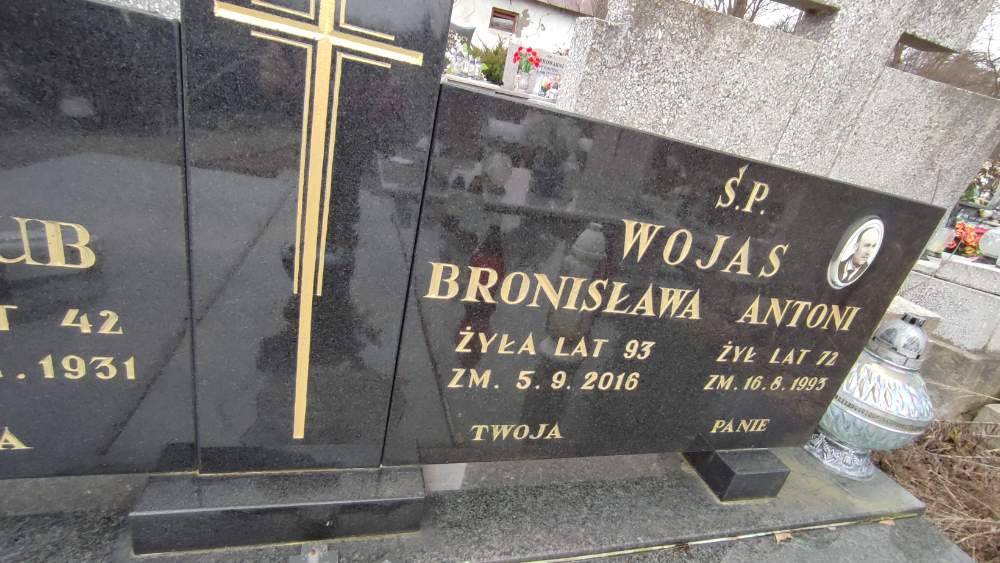 UB
42
1931
A
Ś.P.
WOJAS
BRONISŁAWA ANTONI
ŻYŁA LAT 93 ŻYŁ LAT 72
ZM. 5.9.2016 ZM. 16.8.1993
TWOJA PANIE